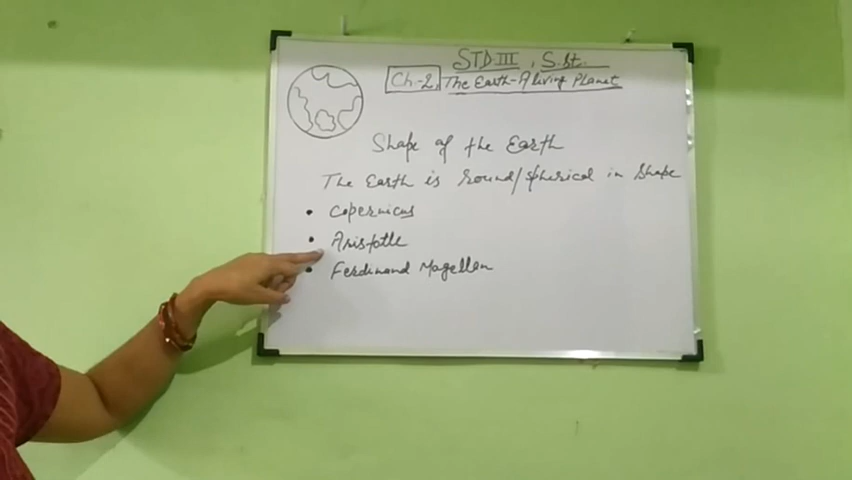 STD III, S.St.
Ch-2, The Earth-A living Planet
Shape of the Earth
The Earth is round/spherical in shape
• Copernicus
• Aristotle
• Ferdinand Magellan